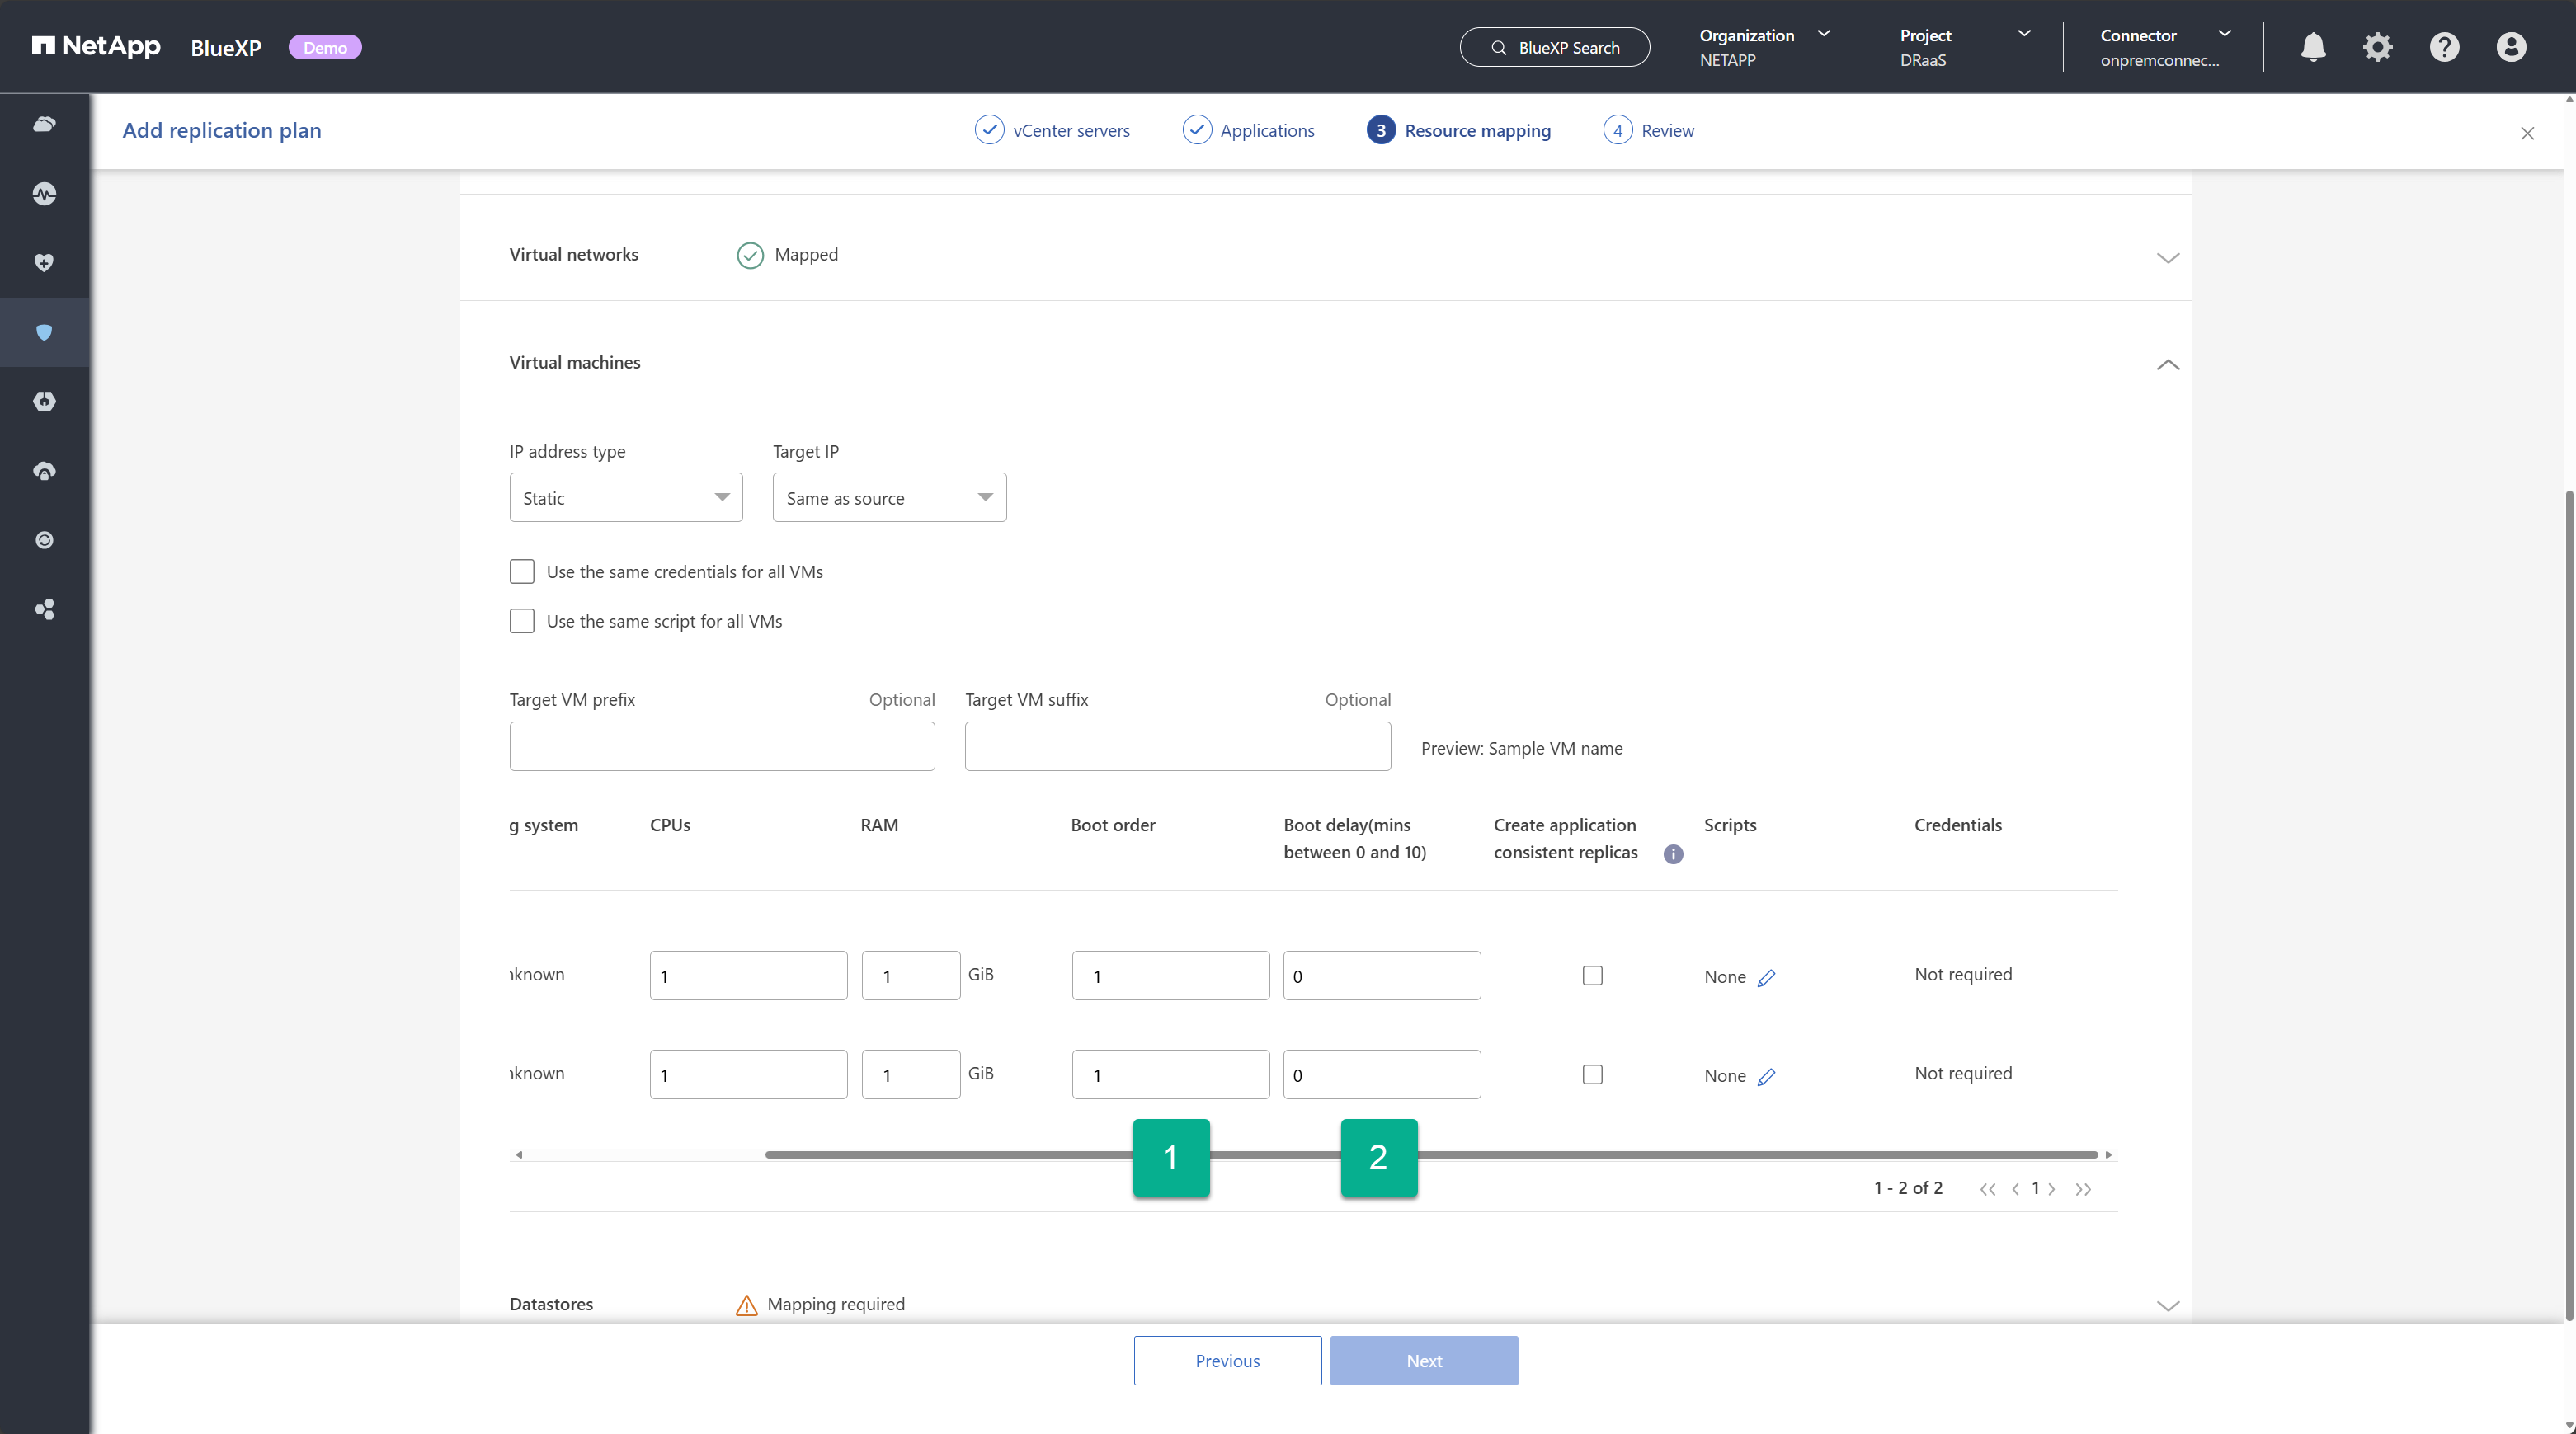 NetApp BlueXP Demo
BlueXP Search
Organization
NETAPP
Project
DRaaS
Connector
onpremconnec...
Add replication plan
vCenter servers
Applications
3 Resource mapping
4 Review
Virtual networks Mapped
Virtual machines
IP address type Target IP
Static Same as source
Use the same credentials for all VMs
Use the same script for all VMs
Target VM prefix Optional Target VM suffix Optional
Preview: Sample VM name
g system CPUs RAM Boot order Boot delay(mins between 0 and 10) Create application consistent replicas Scripts Credentials
nknown 1 1 GiB 1 0 None Not required
nknown 1 1 GiB 1 0 None Not required
1 2
1 - 2 of 2 << < 1 > >>
Datastores Mapping required
Previous Next